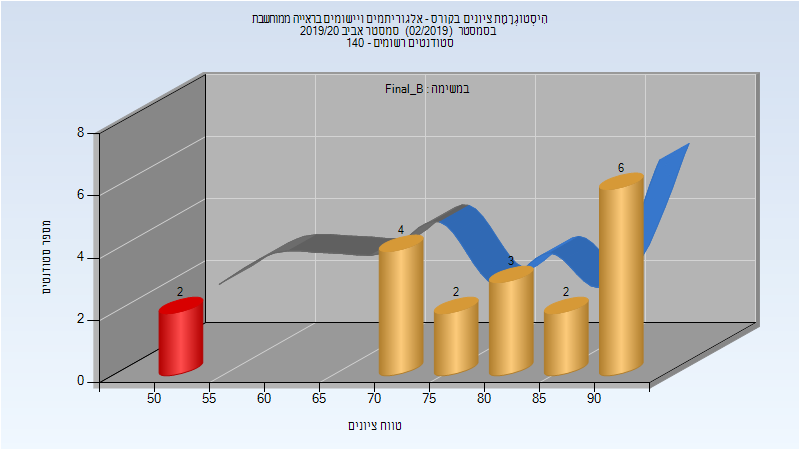 הִיסְטוֹגְרַמַת ציונים בקורס - אלגוריתמים ויישומים בראייה ממוחשבת
בסמסטר (02/2019) סמסטר אביב 2019/20
סטודנטים רשומים - 140
במשימה : Final_B
8
6
4
2
0
מספר סטודנטים
2
4
2
3
2
6
50 55 60 65 70 75 80 85 90
טווח ציונים